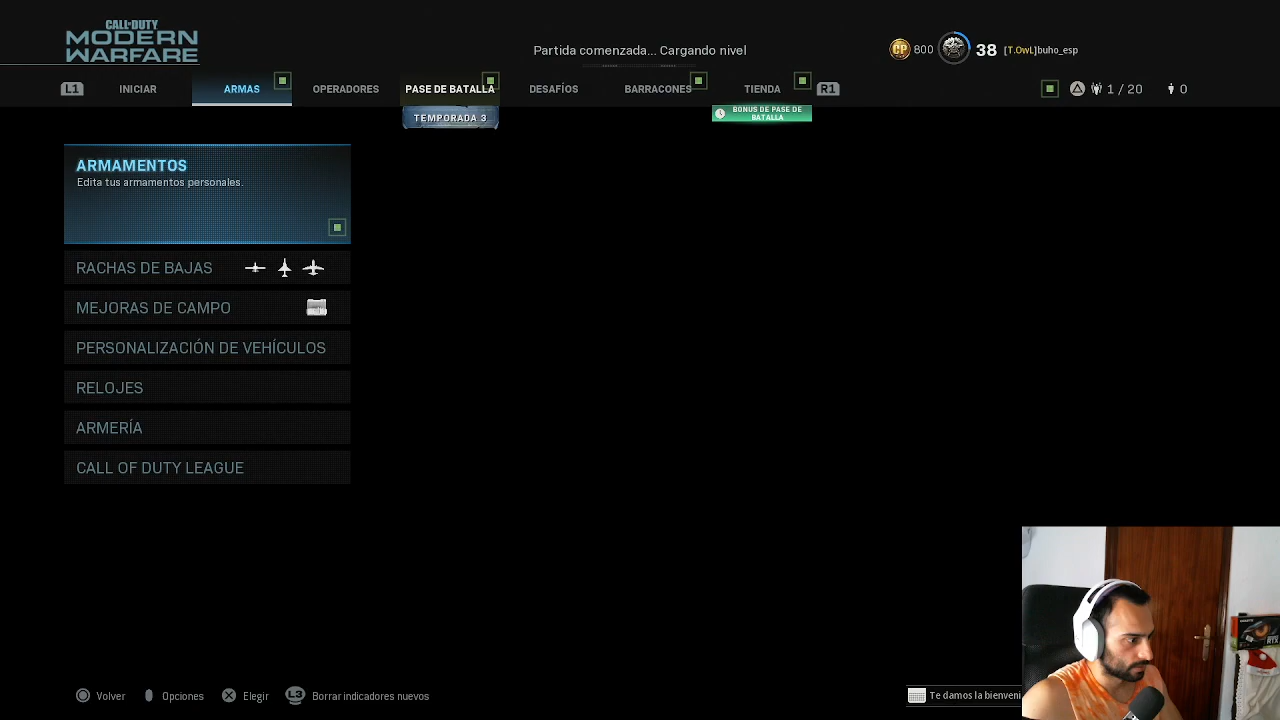 CALL OF DUTY
MODERN
WARFARE
Partida comenzada... Cargando nivel
CP 800
38
[T.OwL]buho_esp
L1
INICIAR
ARMAS
OPERADORES
PASE DE BATALLA
DESAFÍOS
BARRACONES
TIENDA
R1
1 / 20
0
TEMPORADA 3
BONUS DE PASE DE
BATALLA
ARMAMENTOS
Edita tus armamentos personales.
RACHAS DE BAJAS
MEJORAS DE CAMPO
PERSONALIZACIÓN DE VEHÍCULOS
RELOJES
ARMERÍA
CALL OF DUTY LEAGUE
Volver
Opciones
Elegir
L3
Borrar indicadores nuevos
Te damos la bienveni
RTX